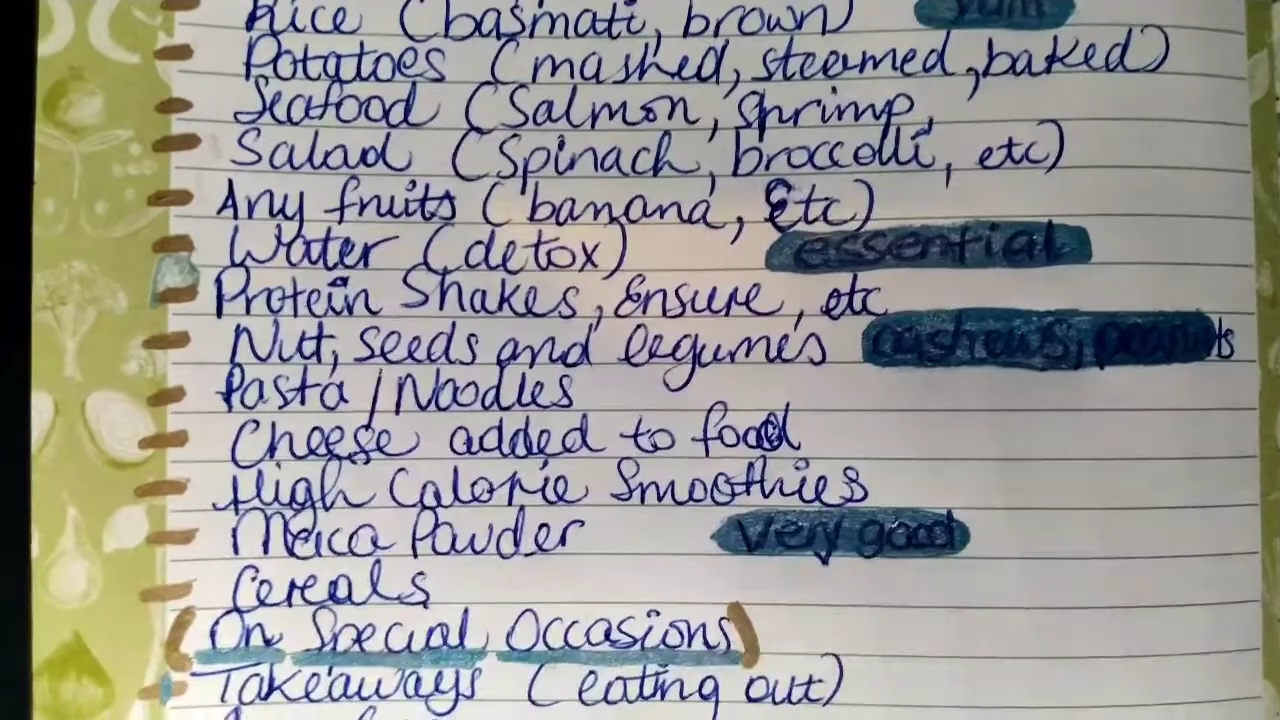 Rice (basmati, brown) yum
Potatoes (mashed, steamed, baked)
Seafood (Salmon, shrimp,
Salad (Spinach, broccolli, etc)
Any fruits (banana, etc)
Water (detox) essential
Protein Shakes, Ensure, etc
Nut, seeds and legumes cashews, peanuts
Pasta / Noodles
Cheese added to food
High Calorie Smoothies
Maca Powder very good
Cereals
(On Special Occasions)
Takeaways (eating out)